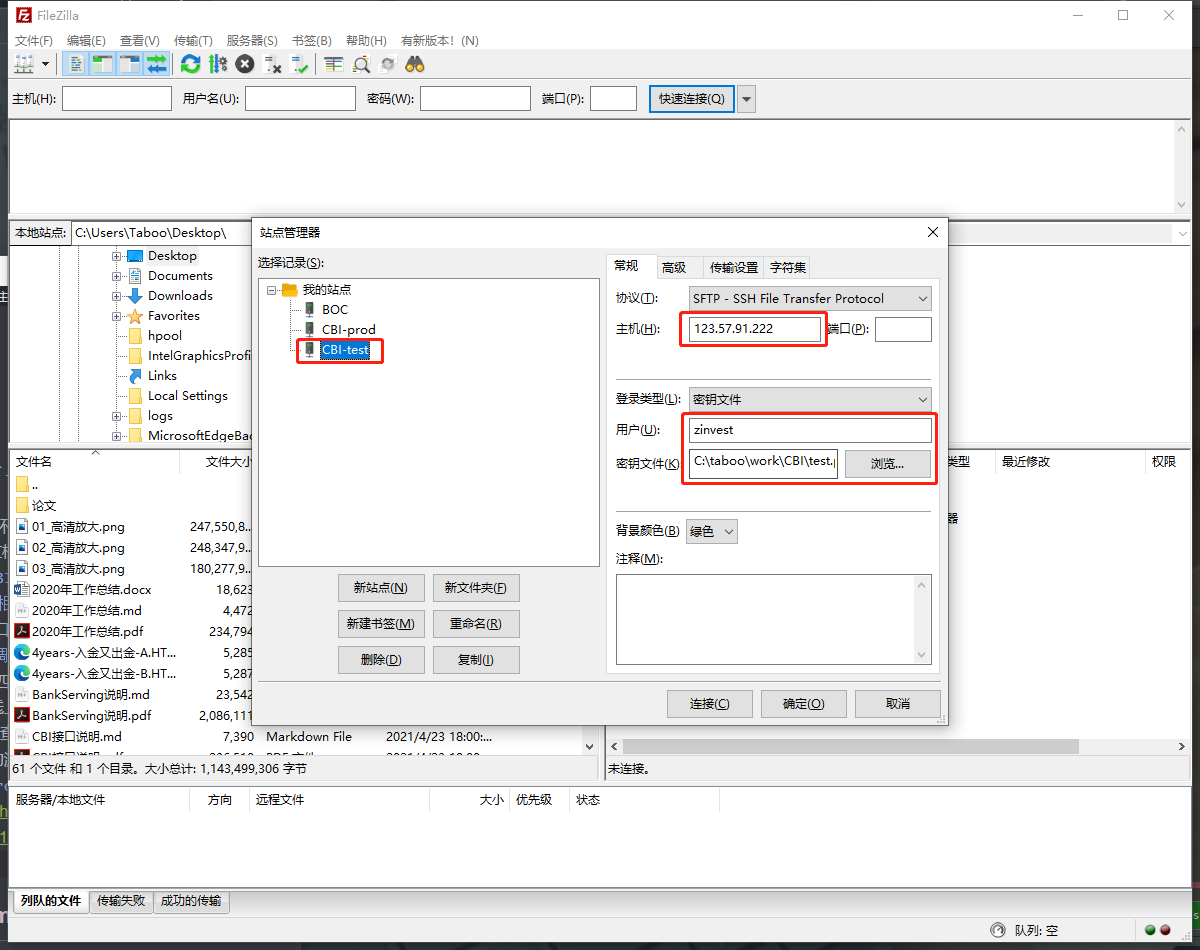 FileZilla
文件(F) 编辑(E) 查看(V) 传输(T) 服务器(S) 书签(B) 帮助(H) 有新版本! (N)
主机(H): 用户名(U): 密码(W): 端口(P): 快速连接(Q)
本地站点: C:\Users\Taboo\Desktop\
Desktop
Documents
Downloads
Favorites
hpool
IntelGraphicsProfi
Links
Local Settings
logs
MicrosoftEdgeBac
站点管理器
选择记录(S):
我的站点
BOC
CBI-prod
CBI-test
新站点(N) 新文件夹(F)
新建书签(M) 重命名(R)
删除(D) 复制(I)
常规 高级 传输设置 字符集
协议(T): SFTP - SSH File Transfer Protocol
主机(H): 123.57.91.222 端口(P):
登录类型(L): 密钥文件
用户(U): zinvest
密钥文件(K) C:\taboo\work\CBI\test.p 浏览...
背景颜色(B) 绿色
注释(M):
连接(C) 确定(O) 取消
文件名 文件大小
..
论文
01_高清放大.png 247,550,8...
02_高清放大.png 248,347,9...
03_高清放大.png 180,277,9...
2020年工作总结.docx 18,623
2020年工作总结.md 4,472
2020年工作总结.pdf 234,794
4years-入金又出金-A.HT... 5,285
4years-入金又出金-B.HT... 5,287
BankServing说明.md 23,542
BankServing说明.pdf 2,086,111
CBI接口说明.md 7,390 Markdown File 2021/4/23 18:00:...
类型 最近修改 权限
器
61 个文件 和 1 个目录。大小总计: 1,143,499,306 字节
未连接。
服务器/本地文件 方向 远程文件 大小 优先级 状态
列队的文件 传输失败 成功的传输
队列: 空